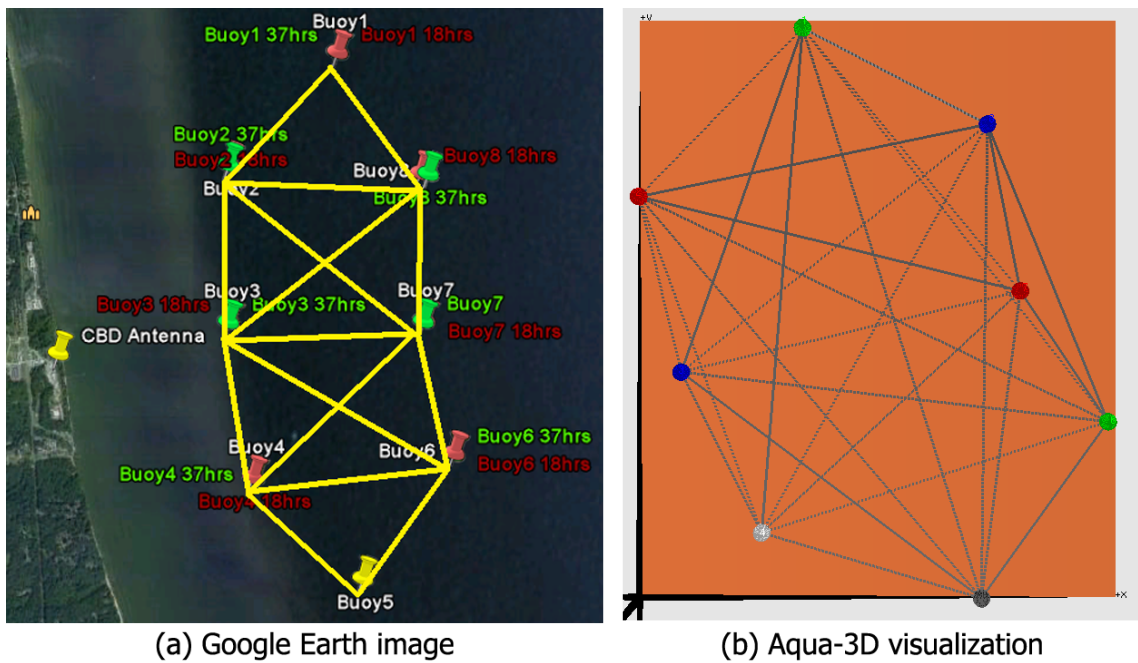 Buoy1
Buoy1 37hrs
Buoy1 18hrs
Buoy2 37hrs
Buoy2 18hrs
Buoy2
Buoy8
Buoy8 18hrs
Buoy8 37hrs
Buoy3
Buoy7
Buoy3 18hrs
Buoy3 37hrs
Buoy7
Buoy7 18hrs
CBD Antenna
Buoy4
Buoy6
Buoy6 37hrs
Buoy4 37hrs
Buoy6 18hrs
Buoy4 18hrs
Buoy5
+Y
+X
(a) Google Earth image
(b) Aqua-3D visualization